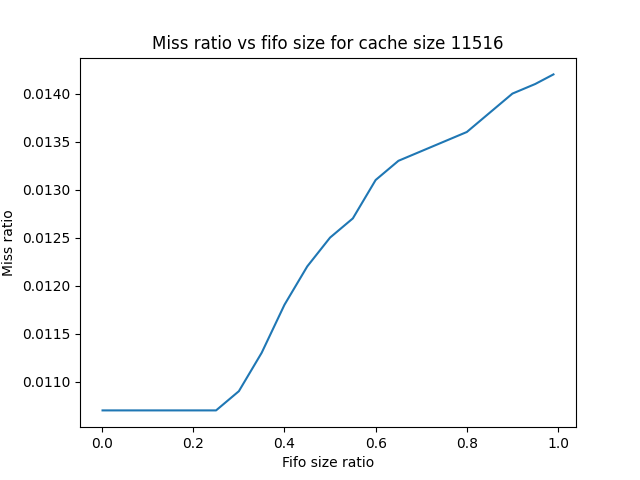 Miss ratio vs fifo size for cache size 11516
0.0140
0.0135
0.0130
0.0125
0.0120
0.0115
0.0110
Miss ratio
0.0 0.2 0.4 0.6 0.8 1.0
Fifo size ratio